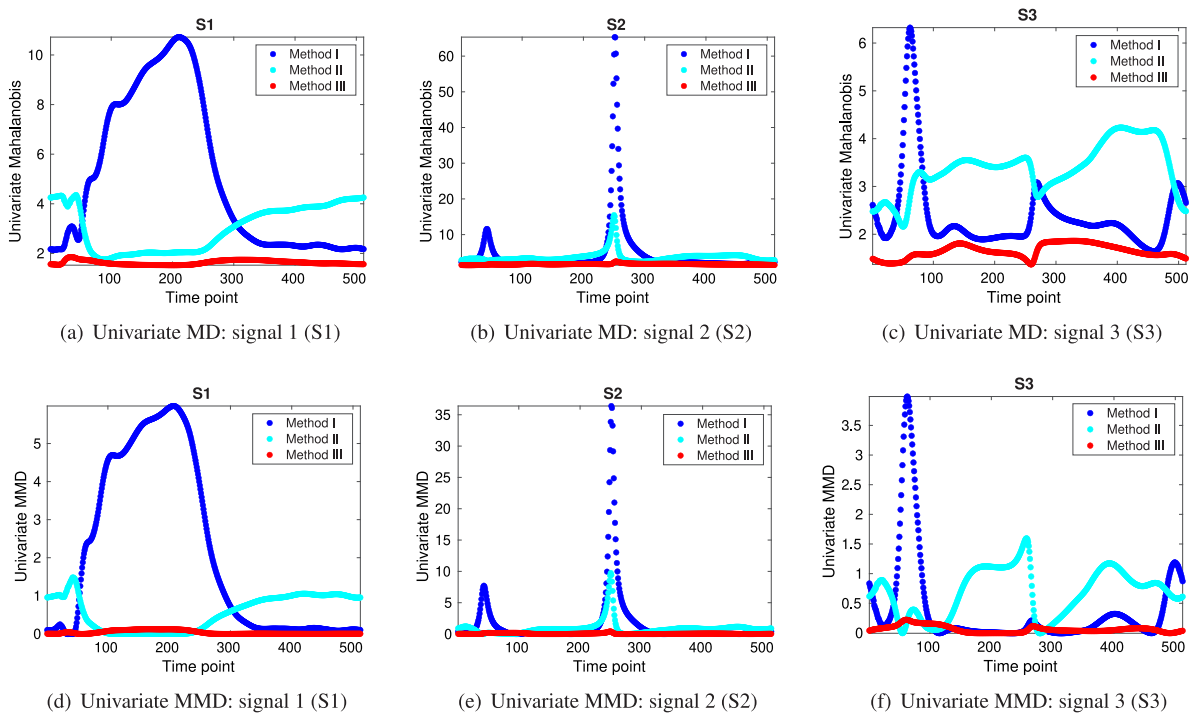 S1
Univariate Mahalanobis
10
8
6
4
2
Method I
Method II
Method III
100 200 300 400 500
Time point
(a) Univariate MD: signal 1 (S1)
S2
Univariate Mahalanobis
60
50
40
30
20
10
Method I
Method II
Method III
100 200 300 400 500
Time point
(b) Univariate MD: signal 2 (S2)
S3
Univariate Mahalanobis
6
5
4
3
2
Method I
Method II
Method III
100 200 300 400 500
Time point
(c) Univariate MD: signal 3 (S3)
S1
Univariate MMD
5
4
3
2
1
0
Method I
Method II
Method III
100 200 300 400 500
Time point
(d) Univariate MMD: signal 1 (S1)
S2
Univariate MMD
35
30
25
20
15
10
5
0
Method I
Method II
Method III
100 200 300 400 500
Time point
(e) Univariate MMD: signal 2 (S2)
S3
Univariate MMD
3.5
3
2.5
2
1.5
1
0.5
0
Method I
Method II
Method III
100 200 300 400 500
Time point
(f) Univariate MMD: signal 3 (S3)